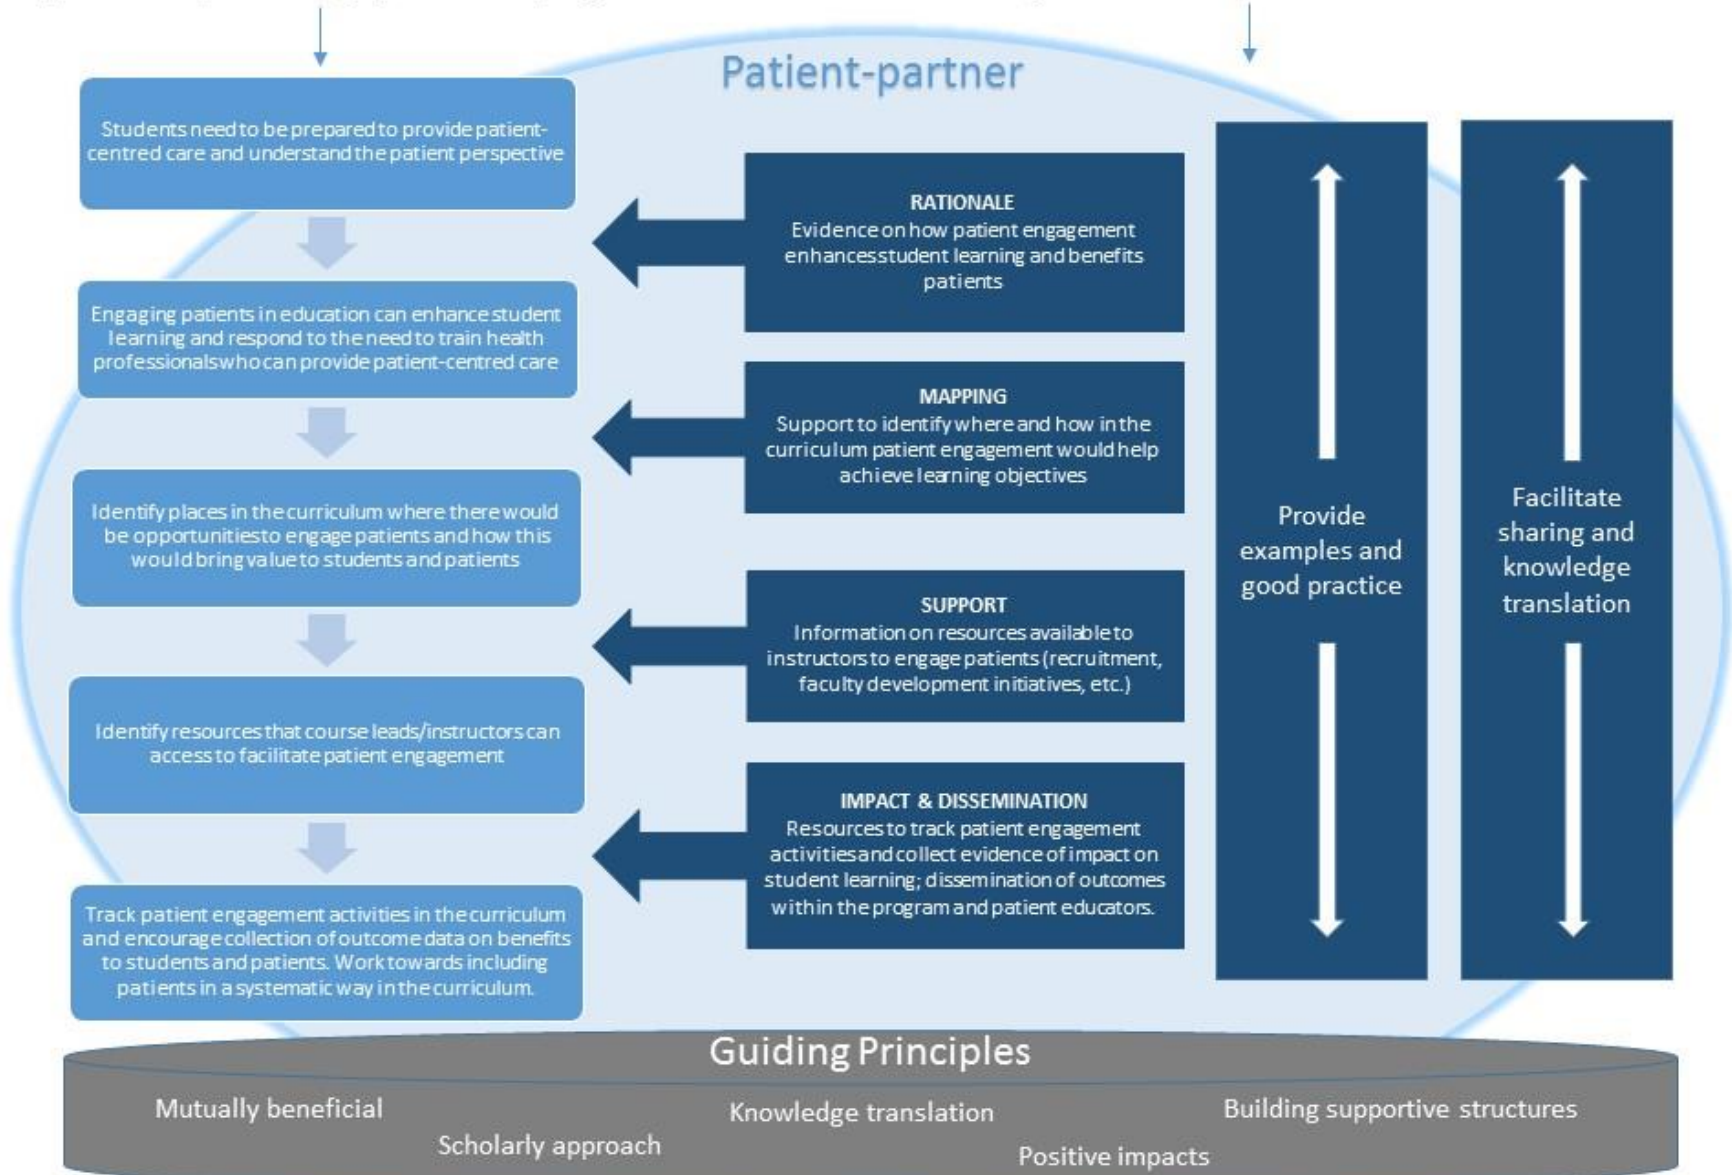 Patient-partner
Students need to be prepared to provide patient-
centred care and understand the patient perspective
Engaging patients in education can enhance student
learning and respond to the need to train health
professionals who can provide patient-centred care
Identify places in the curriculum where there would
be opportunities to engage patients and how this
would bring value to students and patients
Identify resources that course leads/instructors can
access to facilitate patient engagement
Track patient engagement activities in the curriculum
and encourage collection of outcome data on benefits
to students and patients. Work towards including
patients in a systematic way in the curriculum.
RATIONALE
Evidence on how patient engagement
enhances student learning and benefits
patients
MAPPING
Support to identify where and how in the
curriculum patient engagement would help
achieve learning objectives
SUPPORT
Information on resources available to
instructors to engage patients (recruitment,
faculty development initiatives, etc.)
IMPACT & DISSEMINATION
Resources to track patient engagement
activities and collect evidence of impact on
student learning; dissemination of outcomes
within the program and patient educators.
Provide
examples and
good practice
Facilitate
sharing and
knowledge
translation
Guiding Principles
Mutually beneficial
Scholarly approach
Knowledge translation
Positive impacts
Building supportive structures